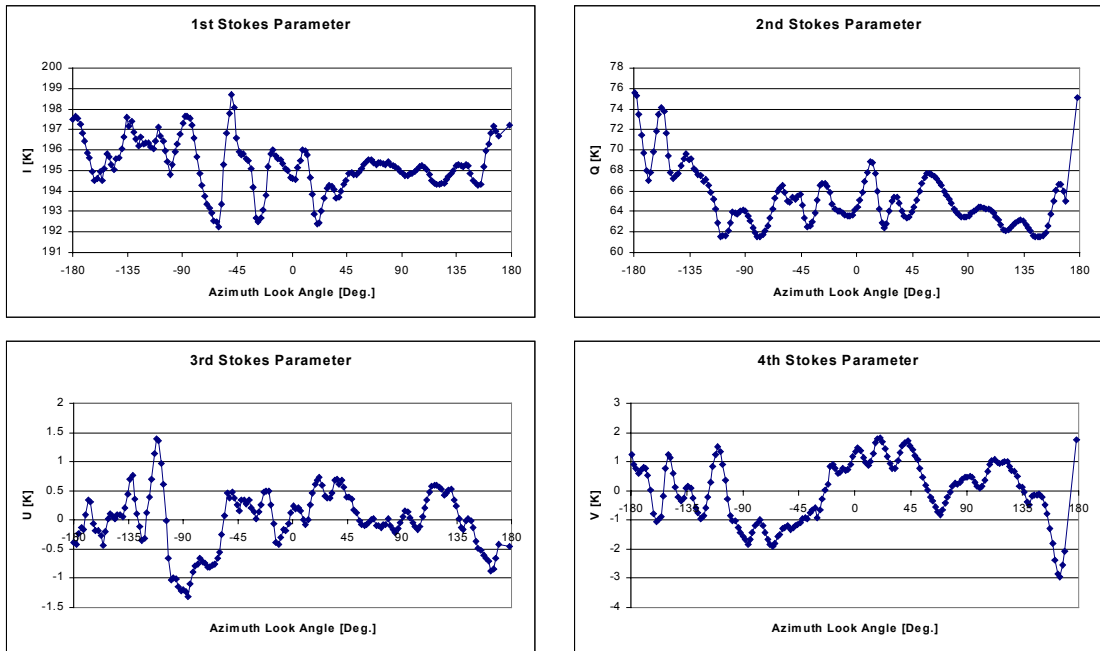 1st Stokes Parameter
I [K]
200
199
198
197
196
195
194
193
192
191
-180 -135 -90 -45 0 45 90 135 180
Azimuth Look Angle [Deg.]
2nd Stokes Parameter
Q [K]
78
76
74
72
70
68
66
64
62
60
-180 -135 -90 -45 0 45 90 135 180
Azimuth Look Angle [Deg.]
3rd Stokes Parameter
U [K]
2
1.5
1
0.5
0
-0.5
-1
-1.5
-180 -135 -90 -45 0 45 90 135 180
Azimuth Look Angle [Deg.]
4th Stokes Parameter
V [K]
3
2
1
0
-1
-2
-3
-4
-180 -135 -90 -45 0 45 90 135 180
Azimuth Look Angle [Deg.]